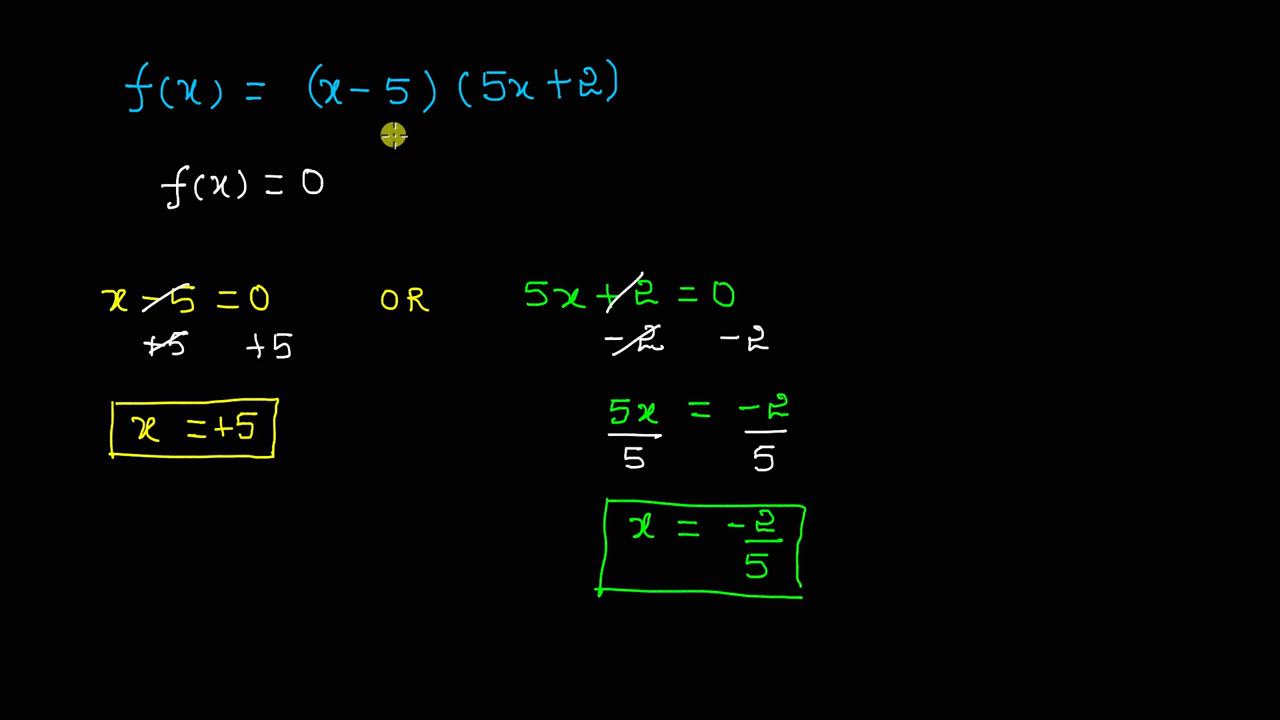 f(x) = (x-5)(5x+2)
f(x) = 0
x -5 = 0 OR 5x +2 = 0
+5 +5 -2 -2
5x/5 = -2/5
x = +5
x = -2/5